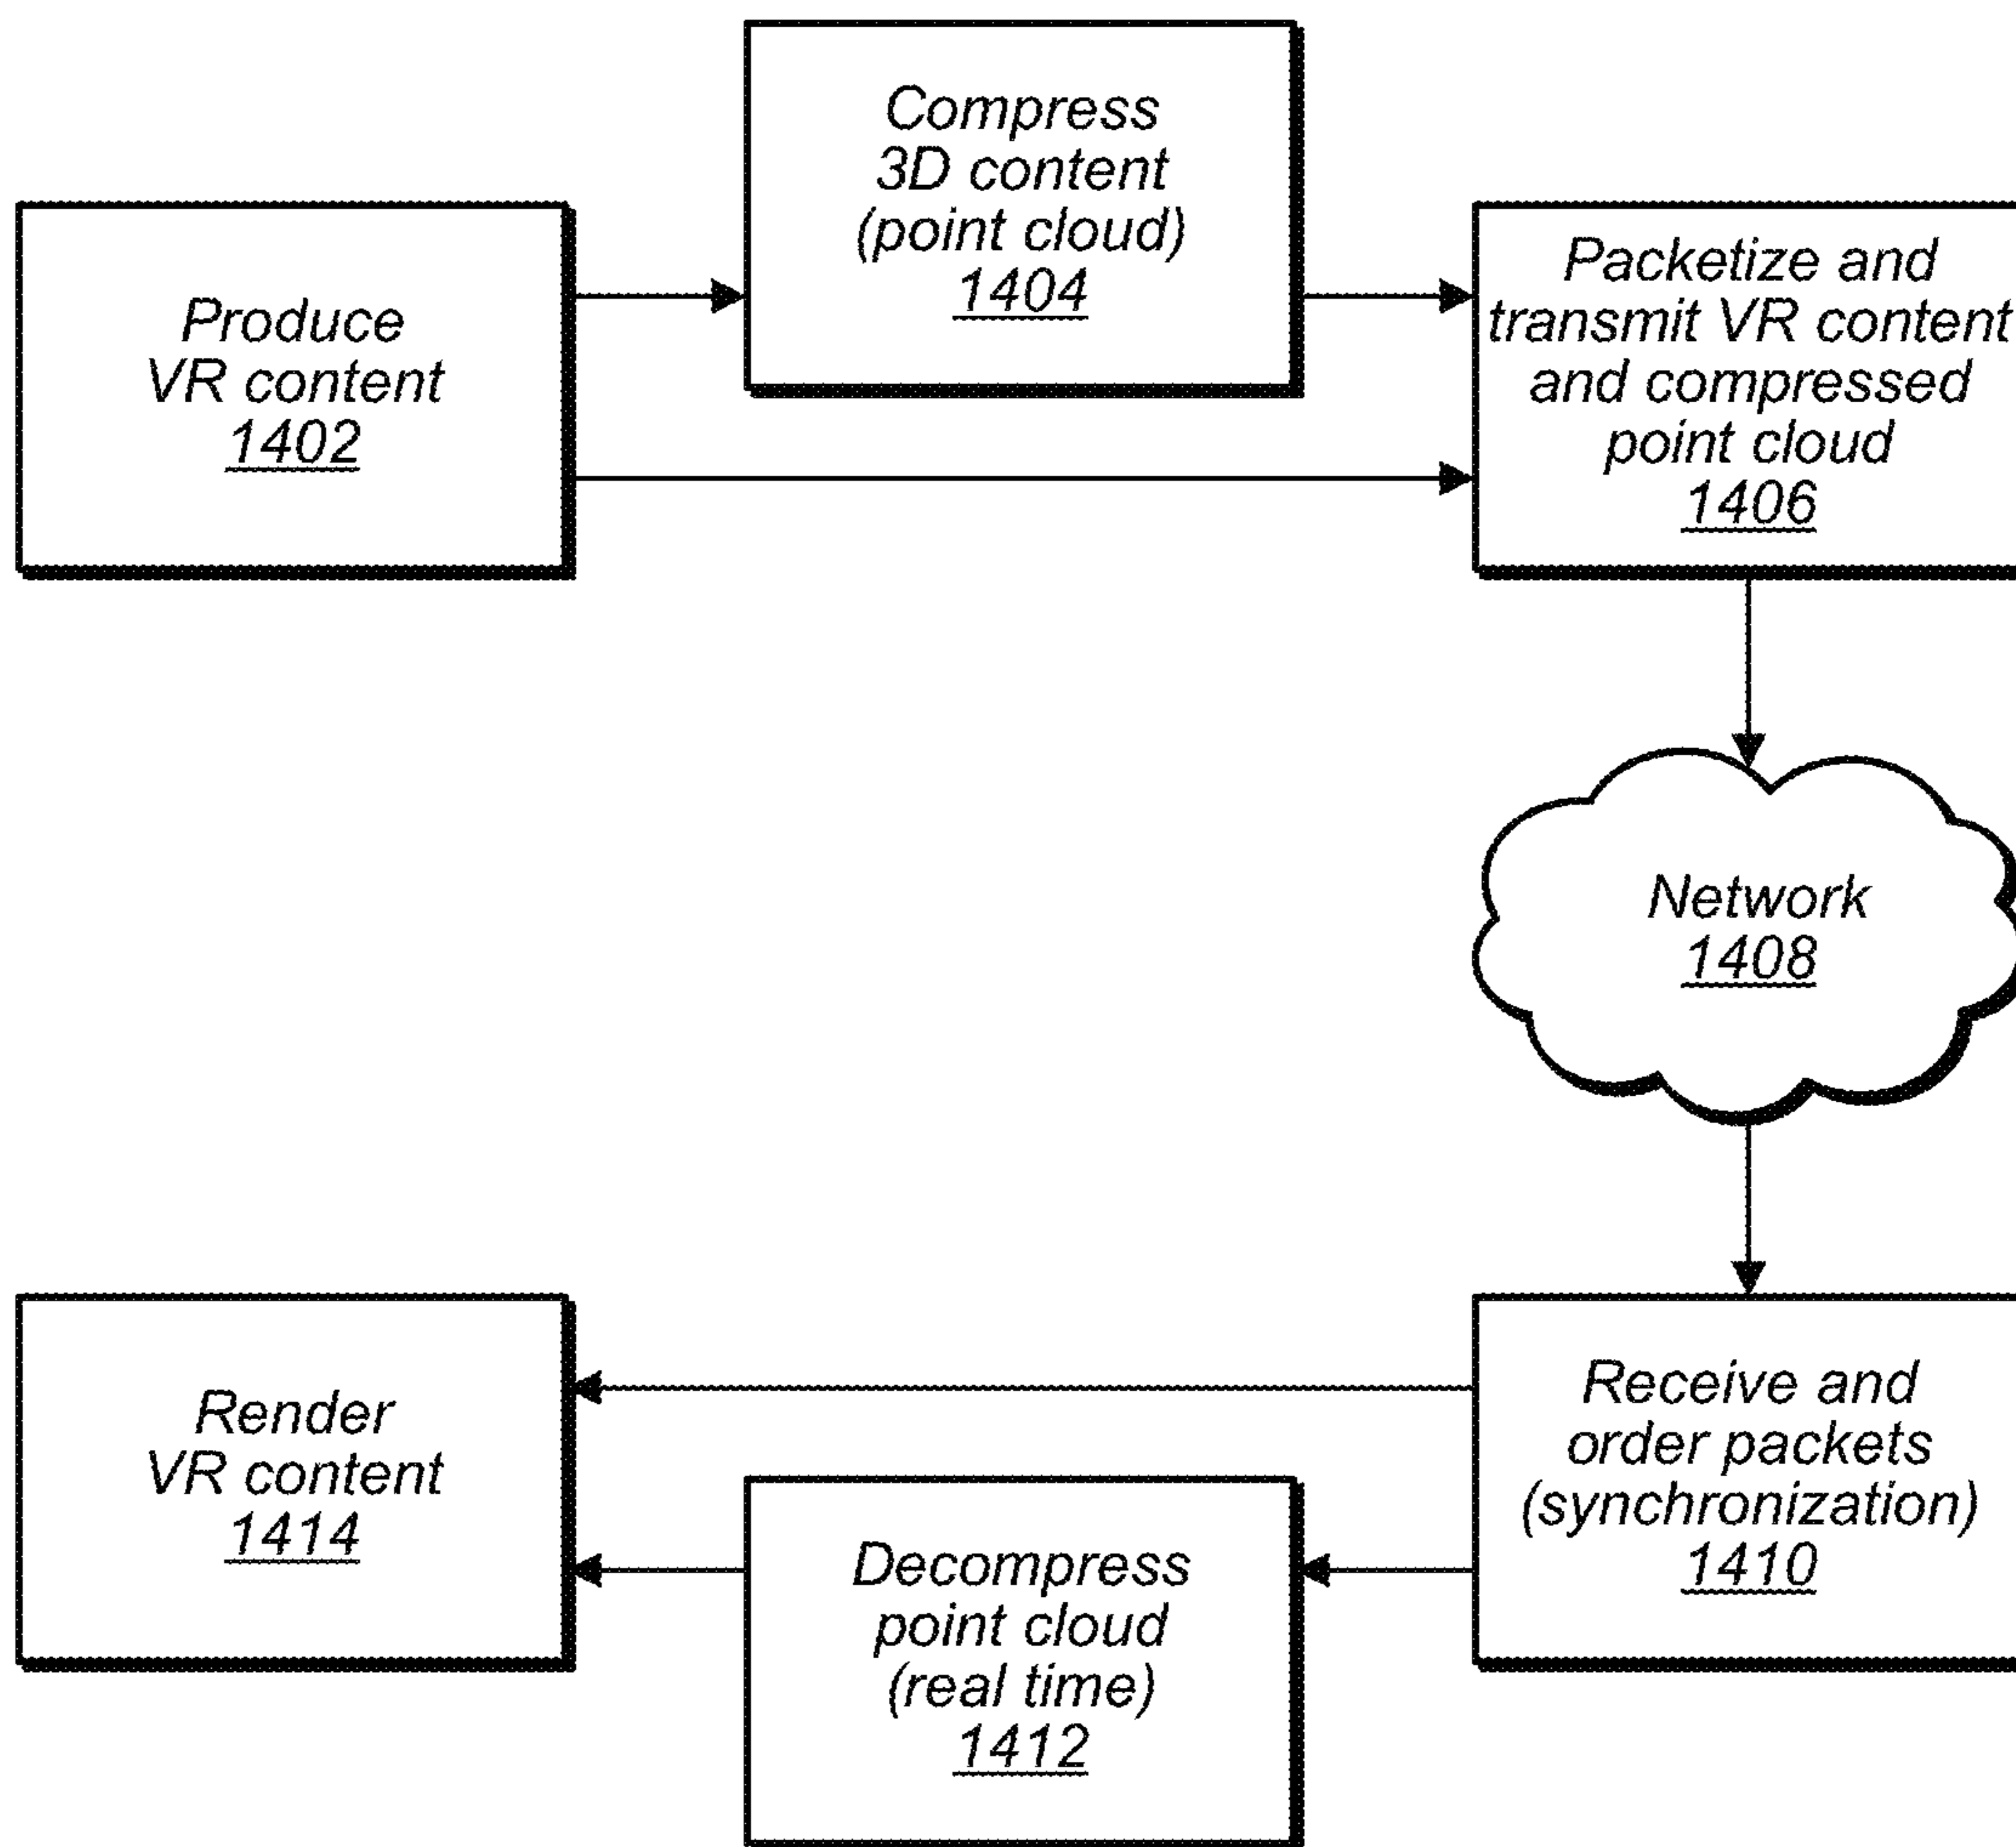 Compress
3D content
(point cloud)
1404
Produce
VR content
1402
Packetize and
transmit VR content
and compressed
point cloud
1406
Network
1408
Receive and
order packets
(synchronization)
1410
Render
VR content
1414
Decompress
point cloud
(real time)
1412